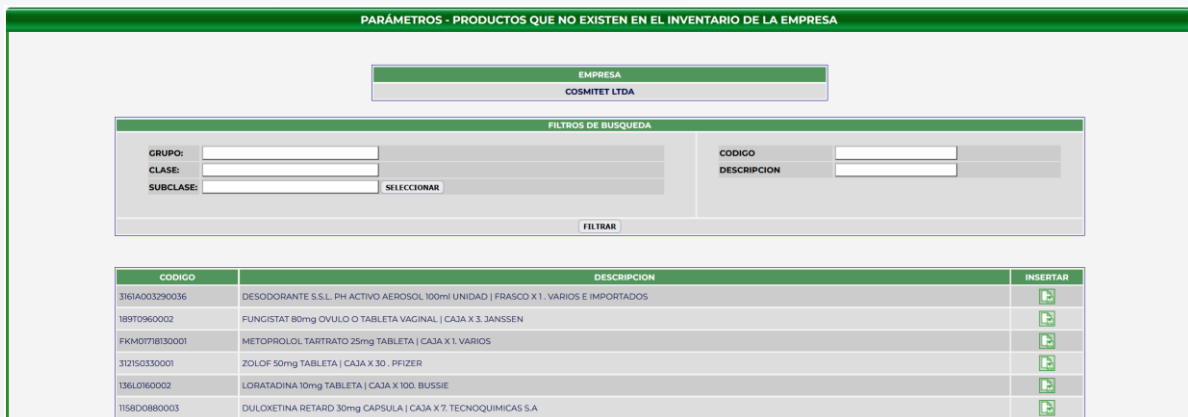 PARÁMETROS - PRODUCTOS QUE NO EXISTEN EN EL INVENTARIO DE LA EMPRESA
EMPRESA
COSMITET LTDA
FILTROS DE BUSQUEDA
GRUPO: CODIGO
CLASE: DESCRIPCION
SUBCLASE: SELECCIONAR
FILTRAR
CODIGO DESCRIPCION INSERTAR
3161A003290036 DESODORANTE S.S.L. PH ACTIVO AEROSOL 100ml UNIDAD | FRASCO X 1 . VARIOS E IMPORTADOS
189T0960002 FUNGISTAT 80mg OVULO O TABLETA VAGINAL | CAJA X 3. JANSSEN
FKM01718130001 METOPROLOL TARTRATO 25mg TABLETA | CAJA X 1. VARIOS
3121S0330001 ZOLOF 50mg TABLETA | CAJA X 30 . PFIZER
136L0160002 LORATADINA 10mg TABLETA | CAJA X 100. BUSSIE
1158D0880003 DULOXETINA RETARD 30mg CAPSULA | CAJA X 7. TECNOQUIMICAS S.A